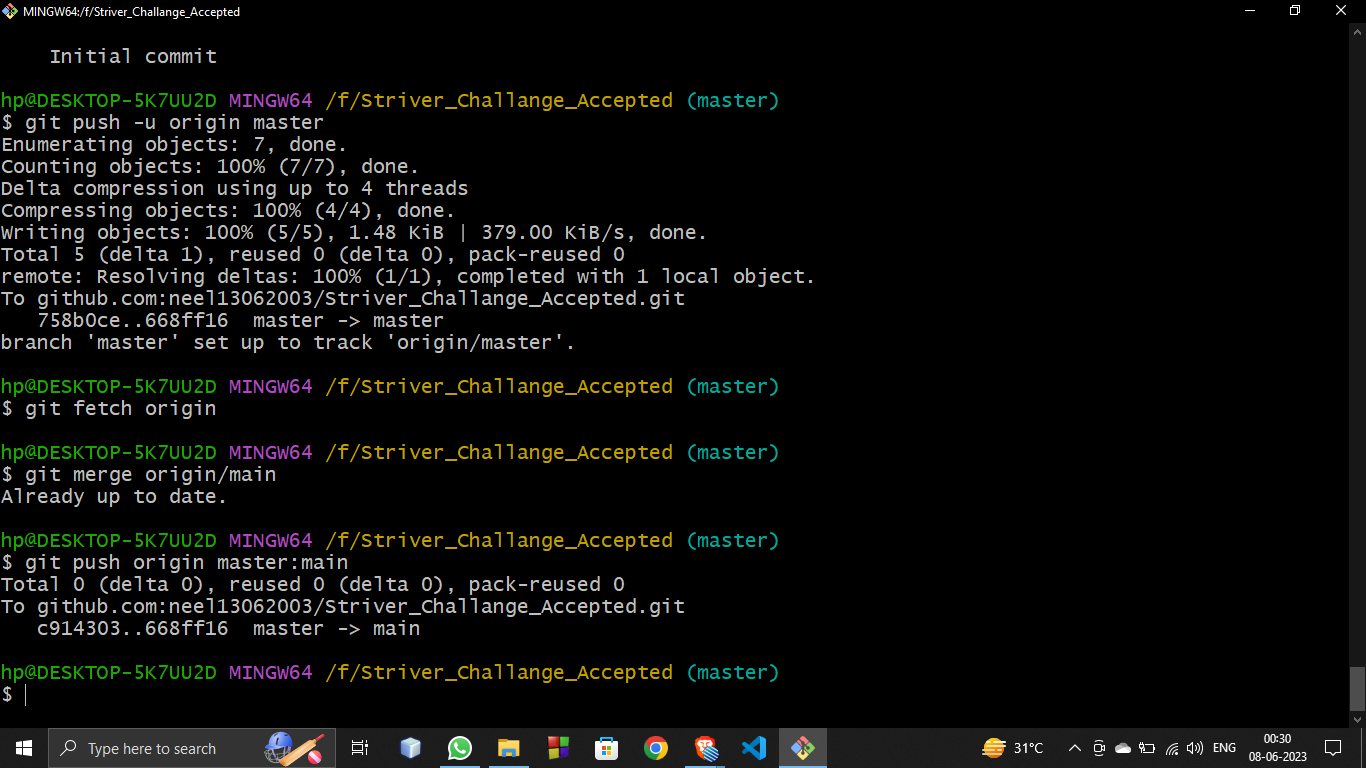 MINGW64:/f/Striver_Challange_Accepted
Initial commit
hp@DESKTOP-5K7UU2D MINGW64 /f/Striver_Challange_Accepted (master)
$ git push -u origin master
Enumerating objects: 7, done.
Counting objects: 100% (7/7), done.
Delta compression using up to 4 threads
Compressing objects: 100% (4/4), done.
Writing objects: 100% (5/5), 1.48 KiB | 379.00 KiB/s, done.
Total 5 (delta 1), reused 0 (delta 0), pack-reused 0
remote: Resolving deltas: 100% (1/1), completed with 1 local object.
To github.com:neel13062003/Striver_Challange_Accepted.git
758b0ce..668ff16  master -> master
branch 'master' set up to track 'origin/master'.
hp@DESKTOP-5K7UU2D MINGW64 /f/Striver_Challange_Accepted (master)
$ git fetch origin
hp@DESKTOP-5K7UU2D MINGW64 /f/Striver_Challange_Accepted (master)
$ git merge origin/main
Already up to date.
hp@DESKTOP-5K7UU2D MINGW64 /f/Striver_Challange_Accepted (master)
$ git push origin master:main
Total 0 (delta 0), reused 0 (delta 0), pack-reused 0
To github.com:neel13062003/Striver_Challange_Accepted.git
c914303..668ff16  master -> main
hp@DESKTOP-5K7UU2D MINGW64 /f/Striver_Challange_Accepted (master)
$
Type here to search
31°C
ENG
00:30
08-06-2023